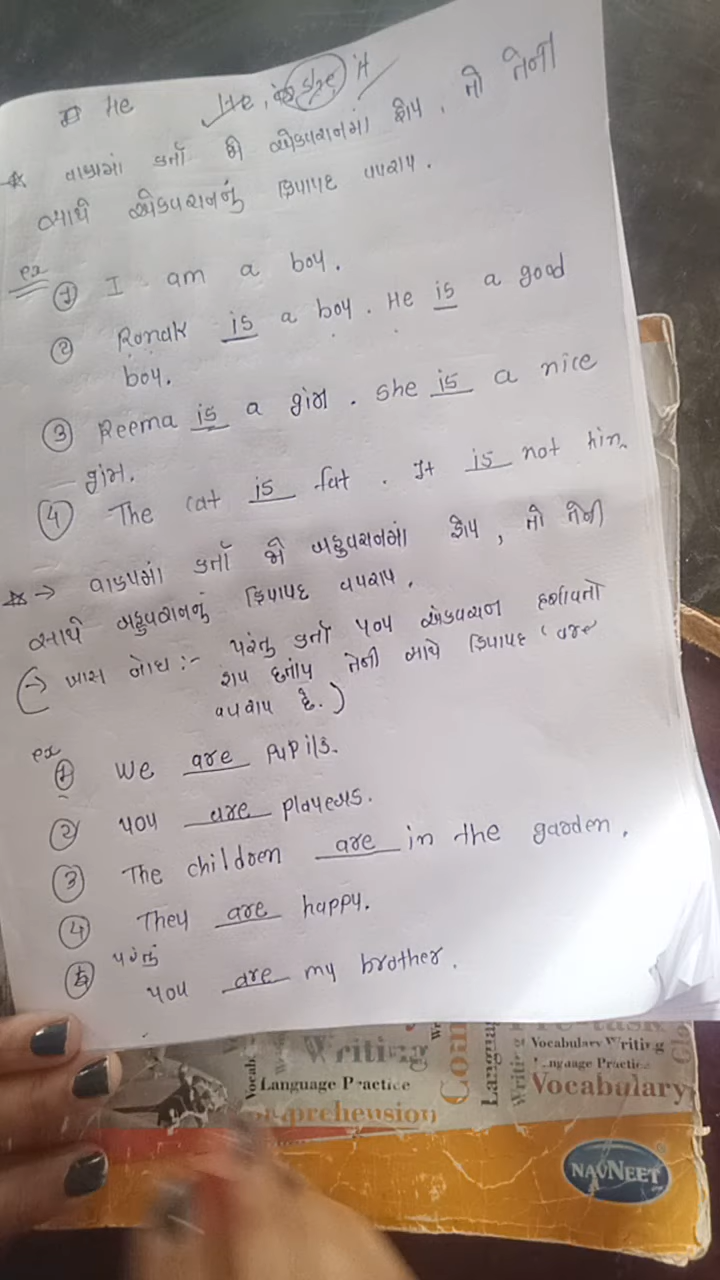 He He, she it
વાક્યમાં કર્તા જો એકવચનમાં હોય, તો તેની
સાથે એકવચનનું ક્રિયાપદ વપરાય.
ex
① I am a boy.
② Ronak is a boy. He is a good
boy.
③ Reema is a girl. She is a nice
girl.
④ The cat is fat. It is not
→ વાક્યમાં કર્તા જો બહુવચનમાં હોય, તો તેની
સાથે બહુવચનનું ક્રિયાપદ વપરાય.
(→ ખાસ નોંધ :- પરંતુ કર્તા you એકવચન દર્શાવતો
હોય છતાંય તેની સાથે ક્રિયાપદ 'are
વપરાય છે.)
ex
① We are pupils.
② you are players.
③ The children are in the garden.
④ They are happy.
⑤ પરંતુ
you are my brother.
Writing
Vocabulary Writing
Language Practice
Language Practice
Vocabulary
Comprehension
NAVNEET